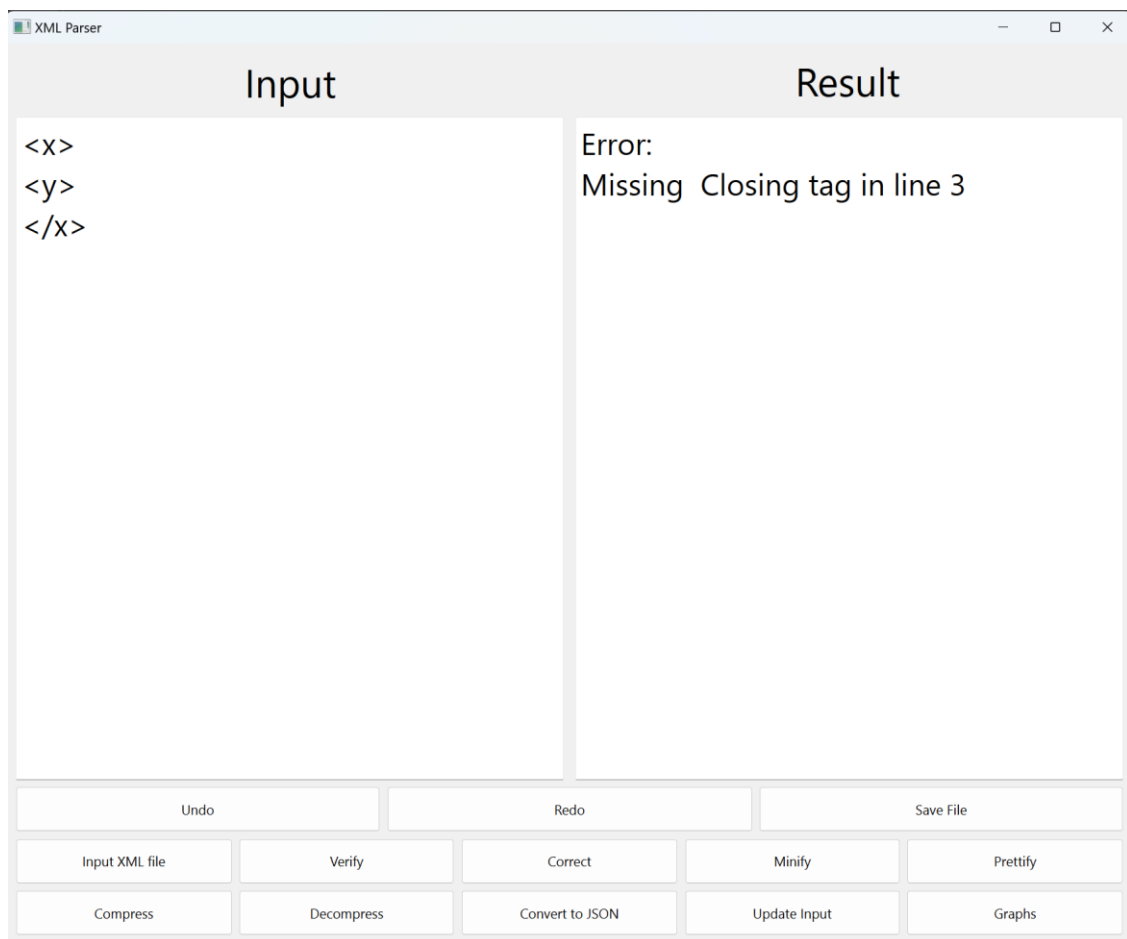 XML Parser
Input
Result
<x>
<y>
</x>
Error:
Missing  Closing tag in line 3
Undo
Redo
Save File
Input XML file
Verify
Correct
Minify
Prettify
Compress
Decompress
Convert to JSON
Update Input
Graphs